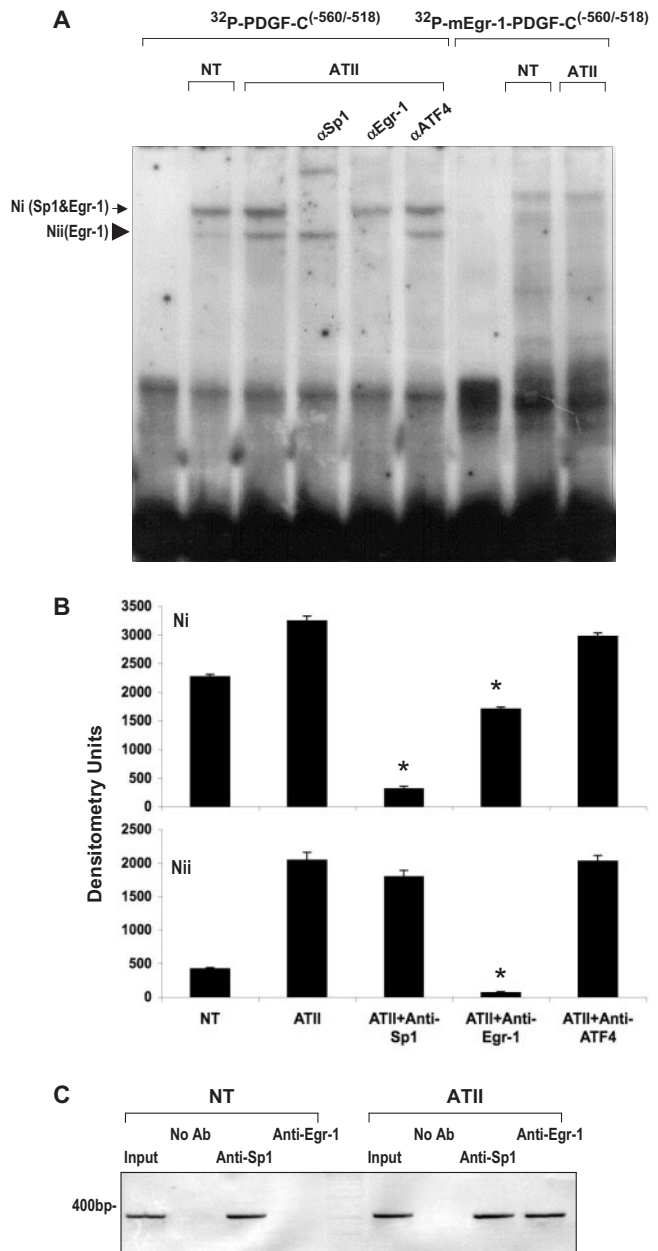 A
32P-PDGF-C(-560/-518) 32P-mEgr-1-PDGF-C(-560/-518)
NT ATII NT ATII
αSp1 αEgr-1 αATF4
Ni (Sp1&Egr-1)
Nii(Egr-1)
B
Densitometry Units
3500
3000
2500
2000
1500
1000
500
0
Ni
*
*
2500
2000
1500
1000
500
0
Nii
*
NT ATII ATII+Anti-Sp1 ATII+Anti-Egr-1 ATII+Anti-ATF4
C
NT ATII
No Ab Anti-Egr-1 No Ab Anti-Egr-1
Input Anti-Sp1 Input Anti-Sp1
400bp-